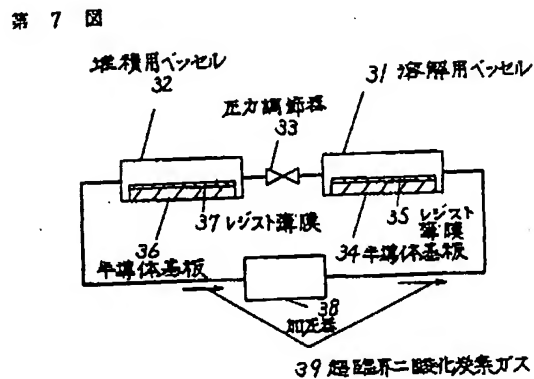 第 7 図
堆積用ベッセル
32
31 溶解用ベッセル
圧力調節器
33
37 レジスト薄膜
36
半導体基板
35 レジスト
薄膜
34 半導体基板
38
加圧器
39 超臨界二酸化炭素ガス